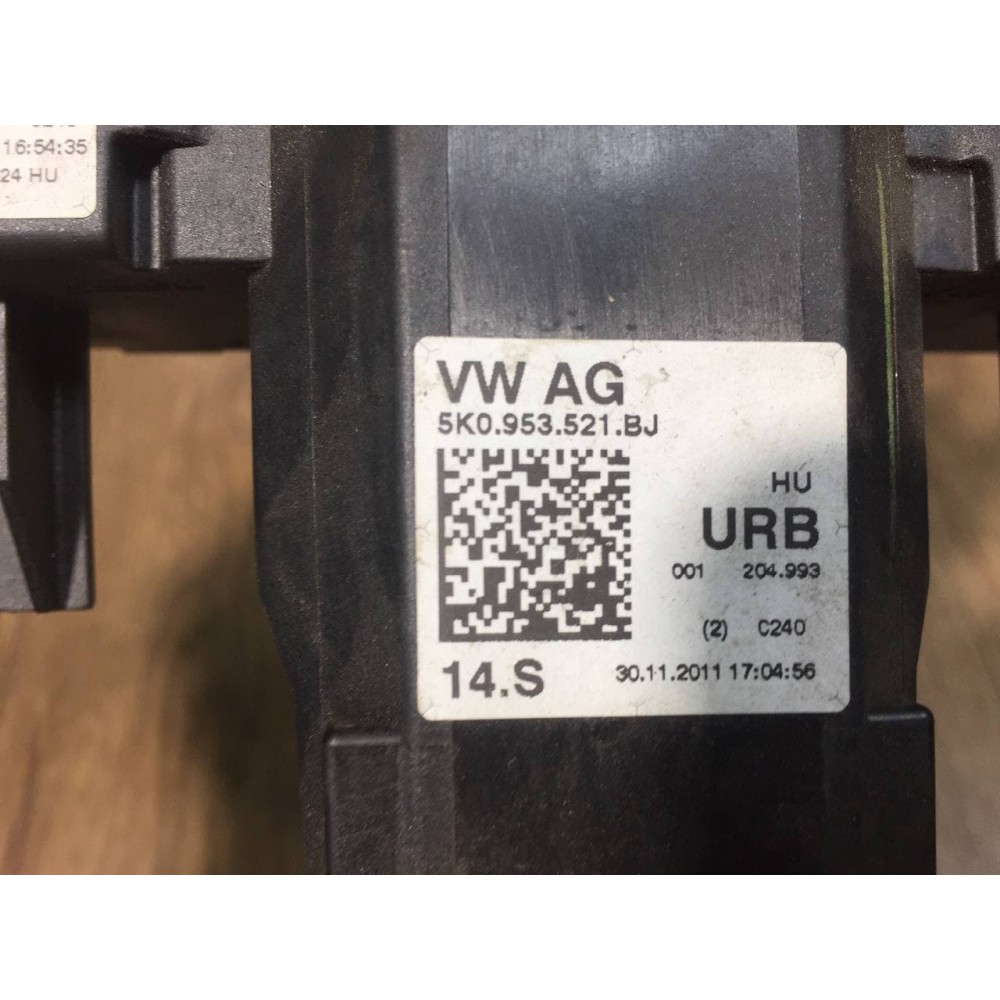 16:54:35
24 HU
VW AG
5K0.953.521.BJ
HU
URB
001 204.993
(2) C240
14.S 30.11.2011 17:04:56